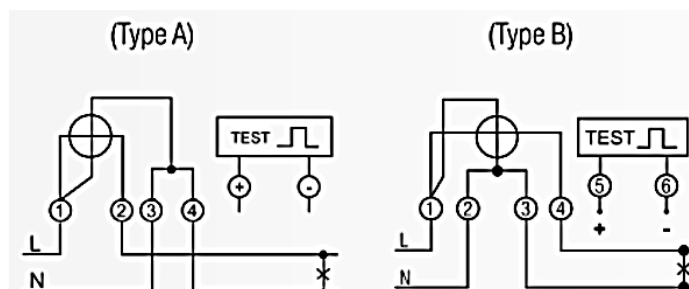 (Type A)
TEST
+ -
1 2 3 4
L
N
(Type B)
TEST
5 6
+ -
1 2 3 4
L
N